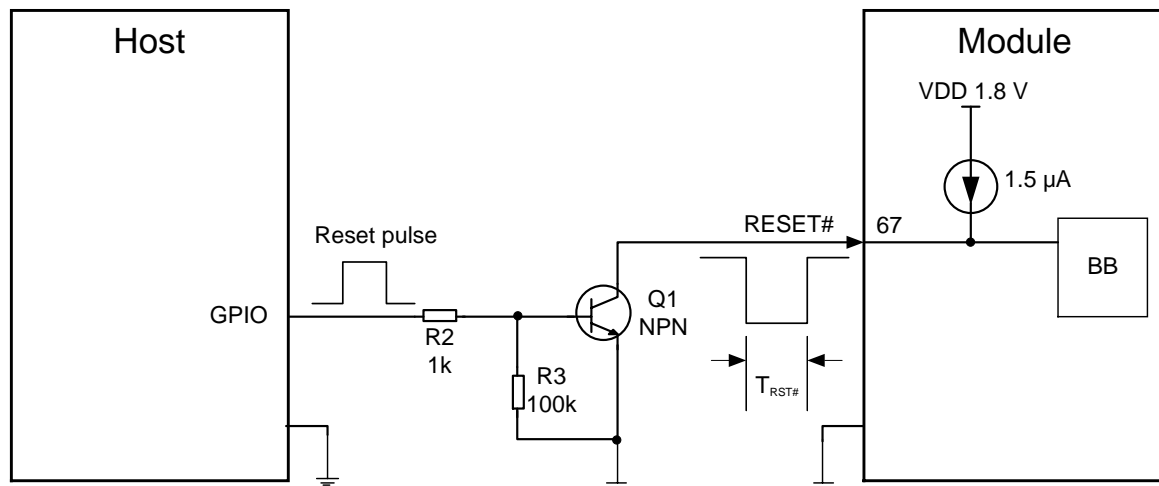 Host
Module
VDD 1.8 V
1.5 µA
RESET#
67
Reset pulse
BB
Q1
NPN
GPIO
R2
1k
R3
100k
TRST#